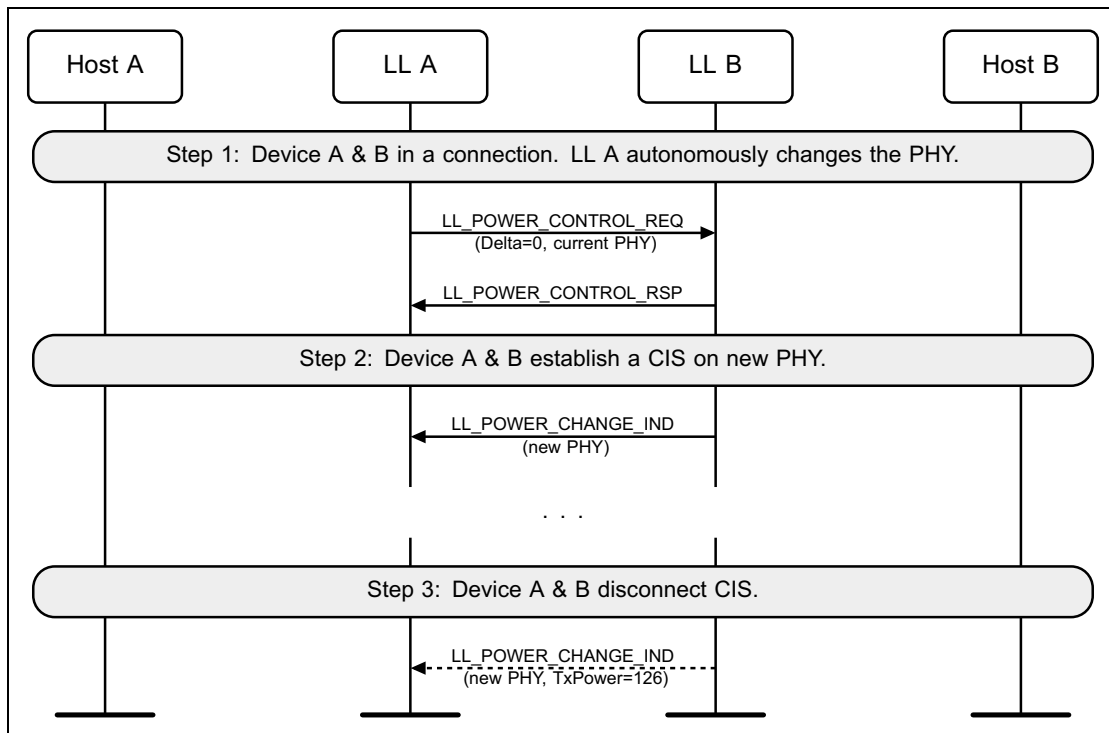 Host A
LL A
LL B
Host B
Step 1: Device A & B in a connection. LL A autonomously changes the PHY.
LL_POWER_CONTROL_REQ
(Delta=0, current PHY)
LL_POWER_CONTROL_RSP
Step 2: Device A & B establish a CIS on new PHY.
LL_POWER_CHANGE_IND
(new PHY)
. . .
Step 3: Device A & B disconnect CIS.
LL_POWER_CHANGE_IND
(new PHY, TxPower=126)